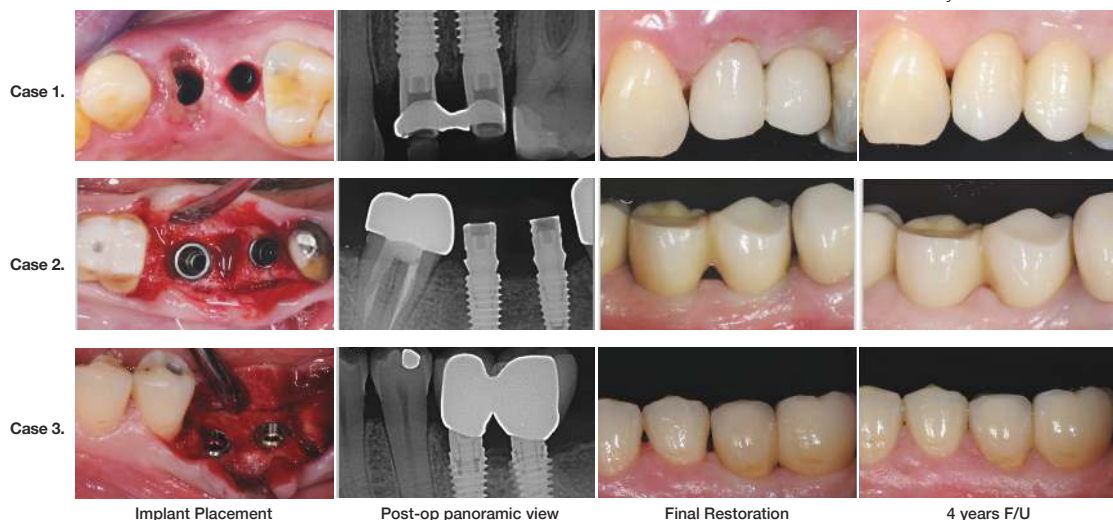 Case 1.
Case 2.
Case 3.
Implant Placement
Post-op panoramic view
Final Restoration
4 years F/U